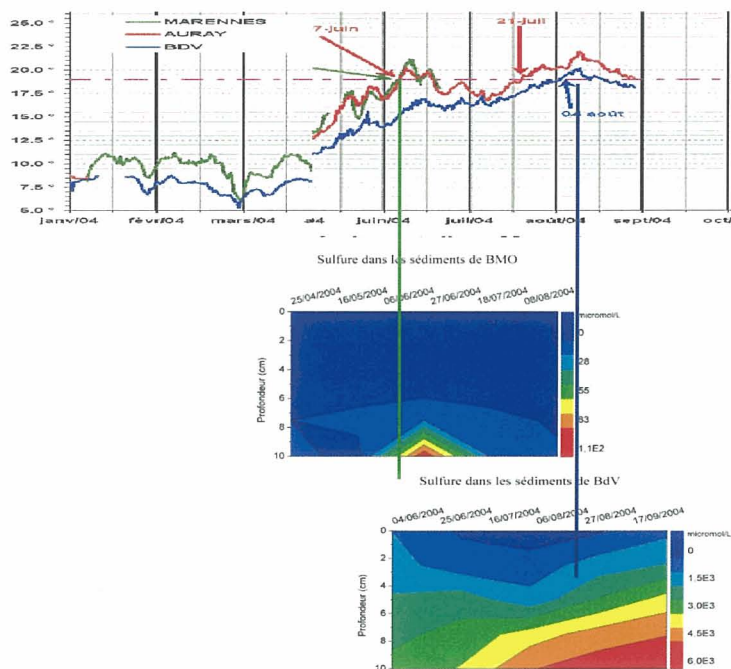 25.0 °
22.5 °
20.0 °
17.5 °
15.0 °
12.5 °
10.0 °
7.5 °
5.0 °
MARENNES
AURAY
BDV
7-juin
21-juil
04 août
janv/04
févr/04
mars/04
juin/04
juil/04
août/04
sept/04
Sulfure dans les sédiments de BMO
25/04/2004
16/05/2004
06/06/2004
27/06/2004
18/07/2004
08/08/2004
Profondeur (cm)
0
2
4
6
8
10
micromol/L
0
28
55
83
1.1E2
Sulfure dans les sédiments de BdV
04/06/2004
25/06/2004
16/07/2004
06/08/2004
27/08/2004
17/09/2004
Profondeur (cm)
0
2
4
6
8
10
micromol/L
0
1.5E3
3.0E3
4.5E3
6.0E3